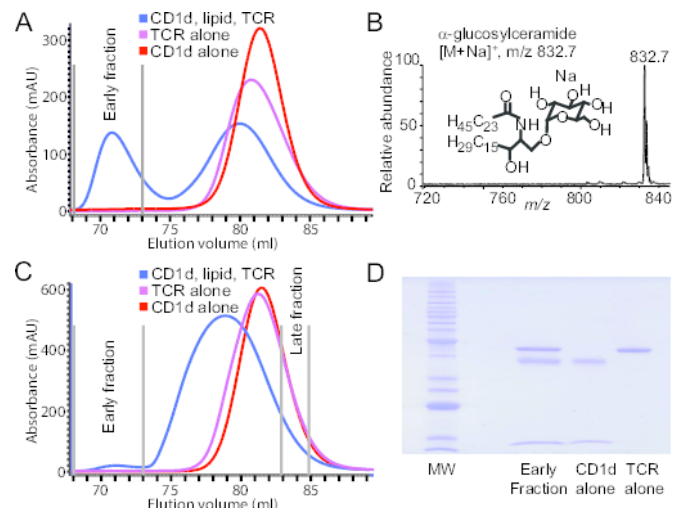 A
CD1d, lipid, TCR
TCR alone
CD1d alone
Early fraction
Absorbance (mAU)
300
200
100
0
70
75
80
85
Elution volume (ml)
B
α-glucosylceramide
[M+Na]⁺, m/z 832.7
832.7
Relative abundance
100
50
0
Na
O
H
O
H
O
O
H
H45C23
NH
O
O
H
H29C15
O
OH
720
760
800
840
m/z
C
CD1d, lipid, TCR
TCR alone
CD1d alone
Early fraction
Late fraction
Absorbance (mAU)
600
400
200
0
70
75
80
85
Elution volume (ml)
D
MW
Early
Fraction
CD1d
alone
TCR
alone